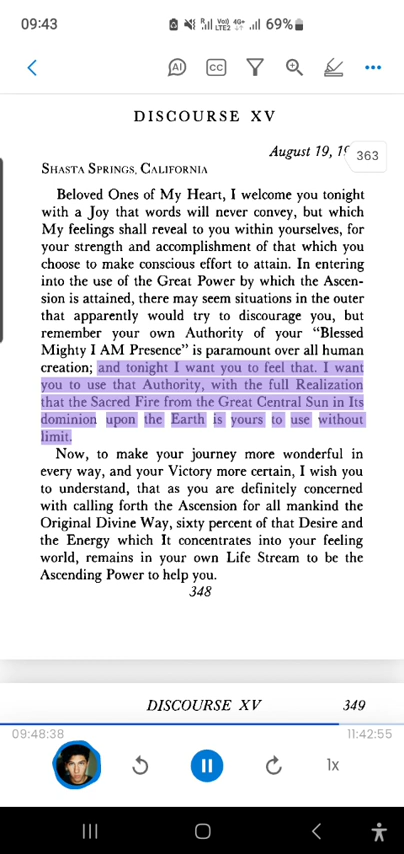 09:43
69%
AI
CC
DISCOURSE XV
August 19, 19
363
SHASTA SPRINGS, CALIFORNIA
Beloved Ones of My Heart, I welcome you tonight
with a Joy that words will never convey, but which
My feelings shall reveal to you within yourselves, for
your strength and accomplishment of that which you
choose to make conscious effort to attain. In entering
into the use of the Great Power by which the Ascen-
sion is attained, there may seem situations in the outer
that apparently would try to discourage you, but
remember your own Authority of your “Blessed
Mighty I AM Presence” is paramount over all human
creation; and tonight I want you to feel that. I want
you to use that Authority, with the full Realization
that the Sacred Fire from the Great Central Sun in Its
dominion upon the Earth is yours to use without
limit.
Now, to make your journey more wonderful in
every way, and your Victory more certain, I wish you
to understand, that as you are definitely concerned
with calling forth the Ascension for all mankind the
Original Divine Way, sixty percent of that Desire and
the Energy which It concentrates into your feeling
world, remains in your own Life Stream to be the
Ascending Power to help you.
348
DISCOURSE XV 349
09:48:38 11:42:55
1x